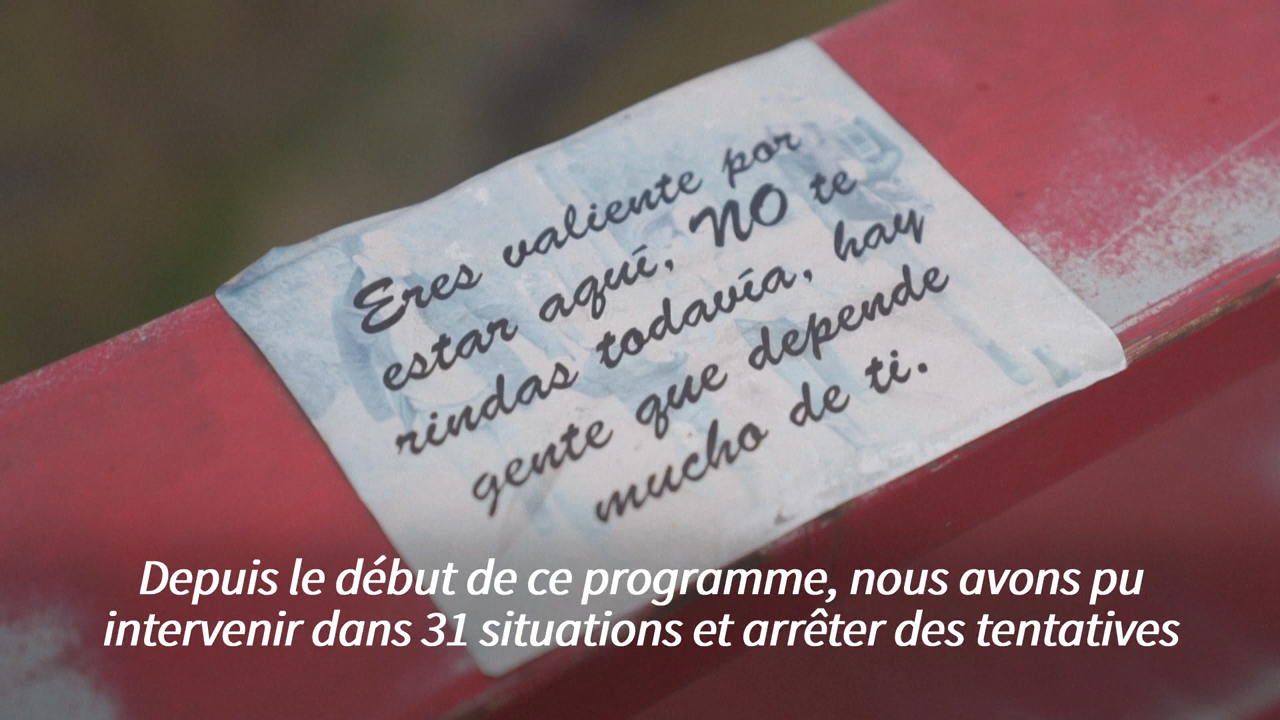 Eres valiente por
estar aquí, NO te
rindas todavía, hay
gente que depende
mucho de ti.
Depuis le début de ce programme, nous avons pu
intervenir dans 31 situations et arrêter des tentatives